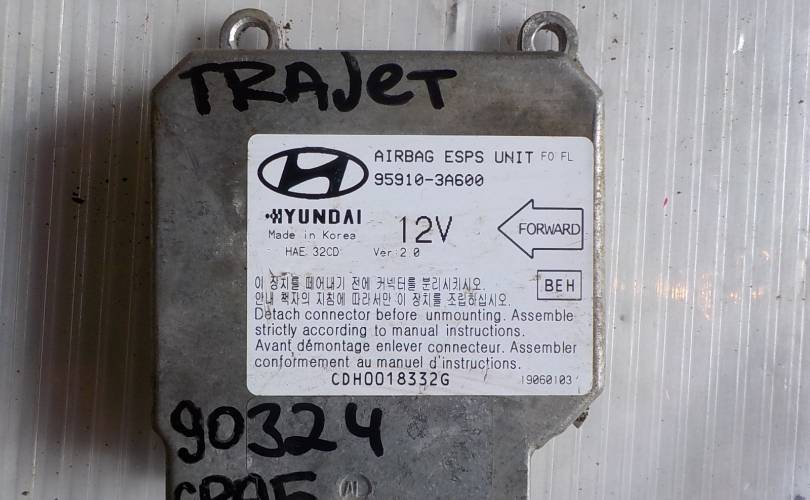 TRAJeT
AIRBAG ESPS UNIT FO FL
95910-3A600
HYUNDAI
Made in Korea
12V
FORWARD
HAE 32CD
Ver: 2.0
BEH
이 장치를 떼어내기 전에 커넥터를 분리시키시오.
안내 책자의 지침에 따라서만 이 장치를 조립하십시오.
Detach connector before unmounting. Assemble
strictly according to manual instructions.
Avant démontage enlever connecteur. Assembler
conformement au manuel d'instructions.
CDH0018332G
19060103
90324